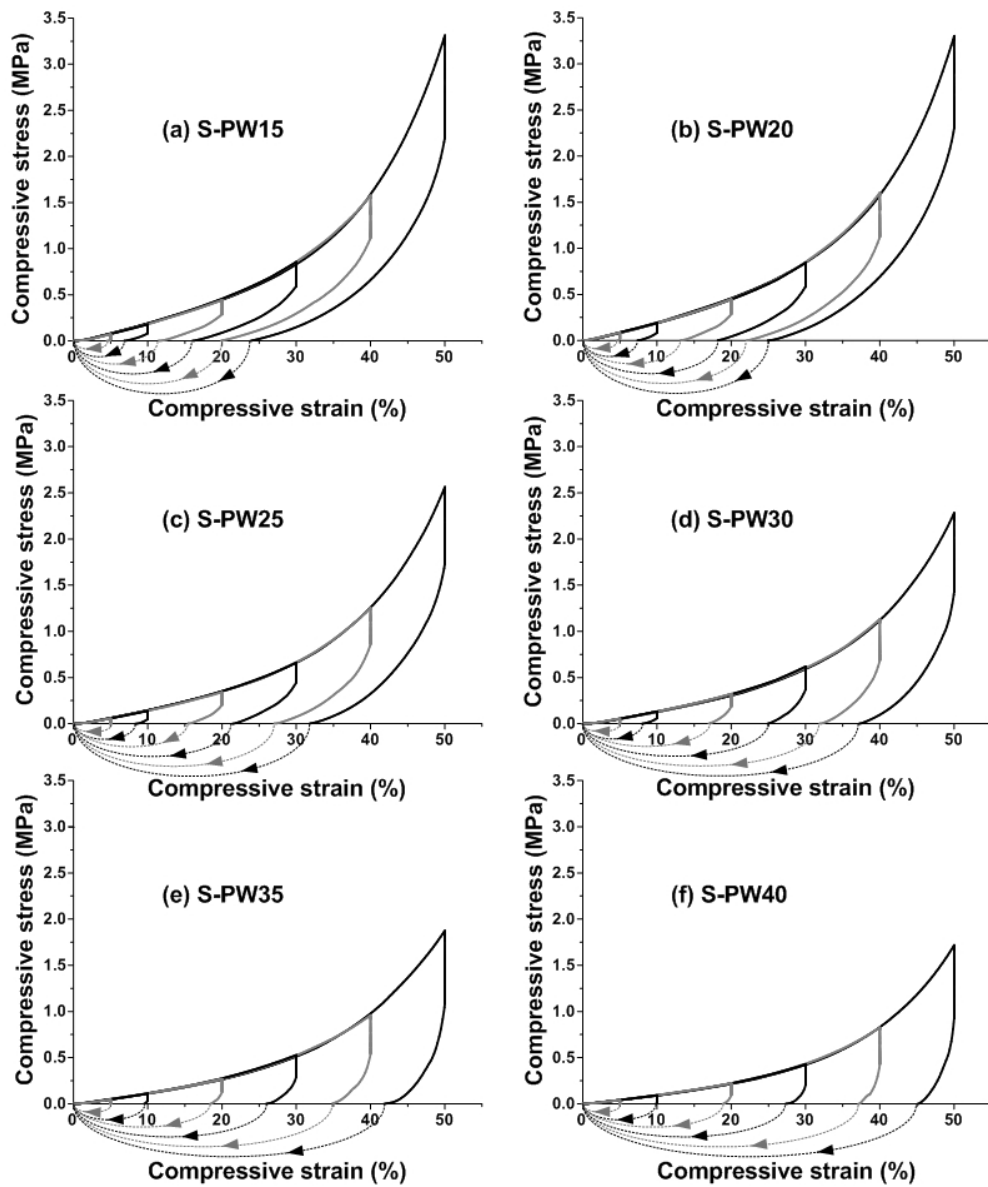 Compressive stress (MPa)
3.5
3.0
2.5
2.0
1.5
1.0
0.5
0.0
(a) S-PW15
0 10 20 30 40 50
Compressive strain (%)
Compressive stress (MPa)
3.5
3.0
2.5
2.0
1.5
1.0
0.5
0.0
(b) S-PW20
0 10 20 30 40 50
Compressive strain (%)
Compressive stress (MPa)
3.5
3.0
2.5
2.0
1.5
1.0
0.5
0.0
(c) S-PW25
0 10 20 30 40 50
Compressive strain (%)
Compressive stress (MPa)
3.5
3.0
2.5
2.0
1.5
1.0
0.5
0.0
(d) S-PW30
0 10 20 30 40 50
Compressive strain (%)
Compressive stress (MPa)
3.5
3.0
2.5
2.0
1.5
1.0
0.5
0.0
(e) S-PW35
0 10 20 30 40 50
Compressive strain (%)
Compressive stress (MPa)
3.5
3.0
2.5
2.0
1.5
1.0
0.5
0.0
(f) S-PW40
0 10 20 30 40 50
Compressive strain (%)